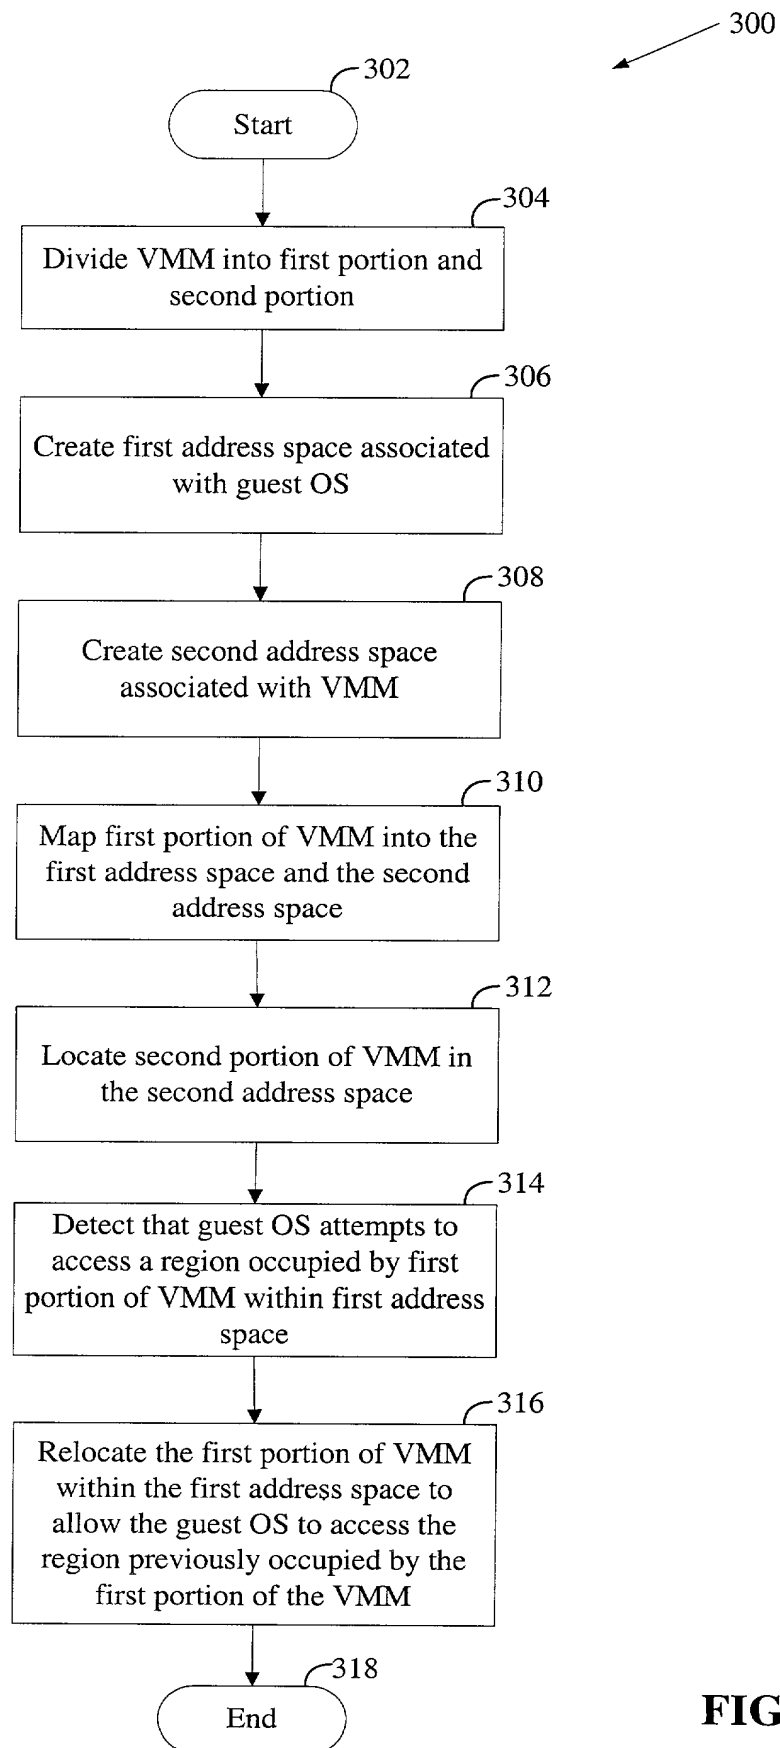 300
302
Start
304
Divide VMM into first portion and
second portion
306
Create first address space associated
with guest OS
308
Create second address space
associated with VMM
310
Map first portion of VMM into the
first address space and the second
address space
312
Locate second portion of VMM in
the second address space
314
Detect that guest OS attempts to
access a region occupied by first
portion of VMM within first address
space
316
Relocate the first portion of VMM
within the first address space to
allow the guest OS to access the
region previously occupied by the
first portion of the VMM
318
End
FIG